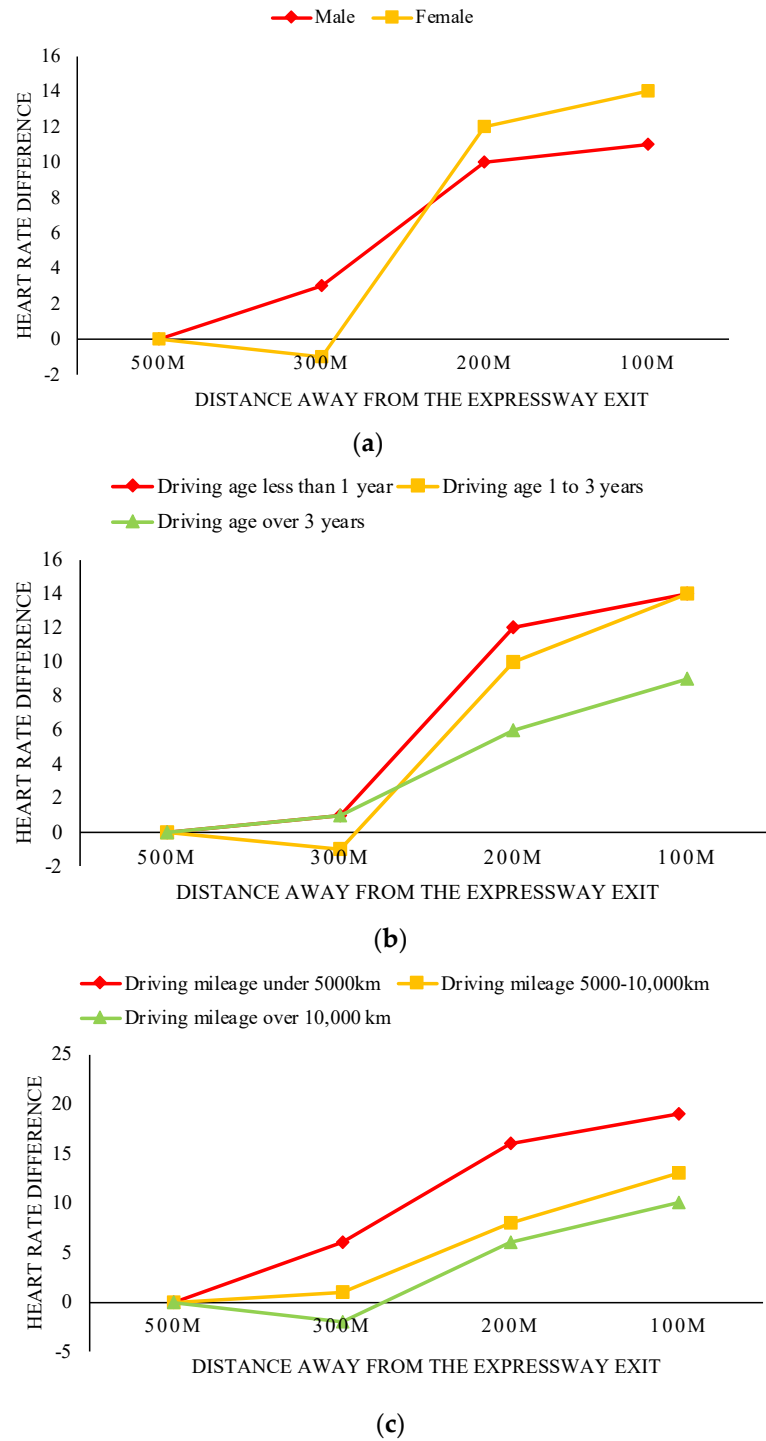 Male Female
16
14
12
10
8
6
4
2
0
-2
HEART RATE DIFFERENCE
500M 300M 200M 100M
DISTANCE AWAY FROM THE EXPRESSWAY EXIT
(a)
Driving age less than 1 year Driving age 1 to 3 years
Driving age over 3 years
16
14
12
10
8
6
4
2
0
-2
HEART RATE DIFFERENCE
500M 300M 200M 100M
DISTANCE AWAY FROM THE EXPRESSWAY EXIT
(b)
Driving mileage under 5000km Driving mileage 5000-10,000km
Driving mileage over 10,000 km
25
20
15
10
5
0
-5
HEART RATE DIFFERENCE
500M 300M 200M 100M
DISTANCE AWAY FROM THE EXPRESSWAY EXIT
(c)